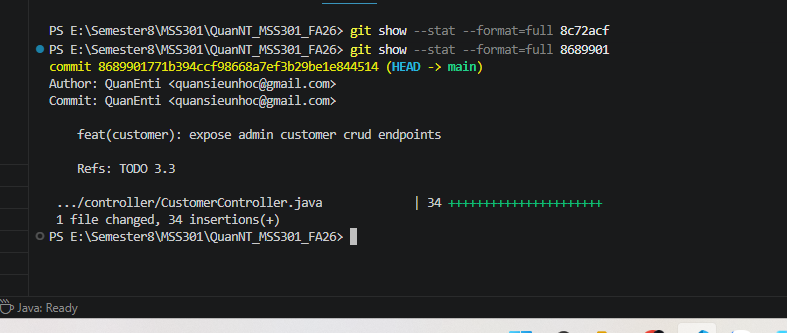 PS E:\Semester8\MSS301\QuanNT_MSS301_FA26> git show --stat --format=full 8c72acf
PS E:\Semester8\MSS301\QuanNT_MSS301_FA26> git show --stat --format=full 8689901
commit 8689901771b394ccf98668a7ef3b29be1e844514 (HEAD -> main)
Author: QuanEnti <quansieunhoc@gmail.com>
Commit: QuanEnti <quansieunhoc@gmail.com>
feat(customer): expose admin customer crud endpoints
Refs: TODO 3.3
.../controller/CustomerController.java | 34 ++++++++++++++++++++++
1 file changed, 34 insertions(+)
PS E:\Semester8\MSS301\QuanNT_MSS301_FA26>
Java: Ready